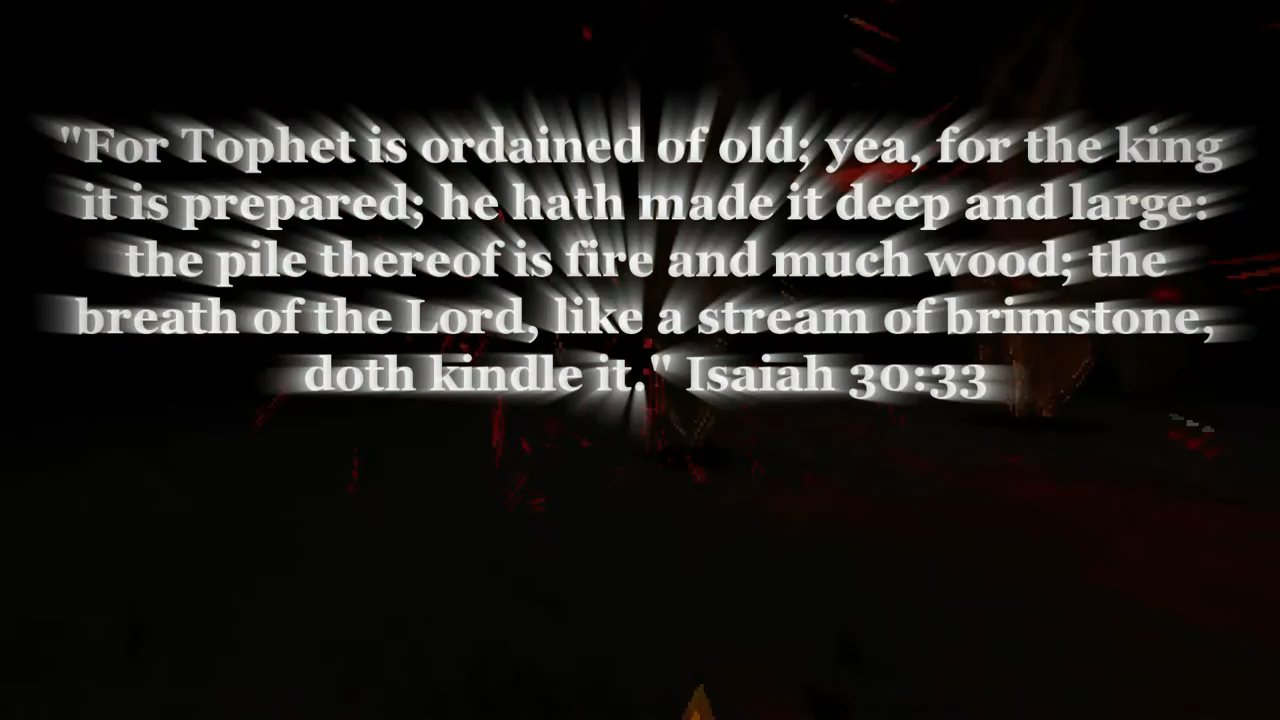 "For Tophet is ordained of old; yea, for the king
it is prepared; he hath made it deep and large:
the pile thereof is fire and much wood; the
breath of the Lord, like a stream of brimstone,
doth kindle it." Isaiah 30:33